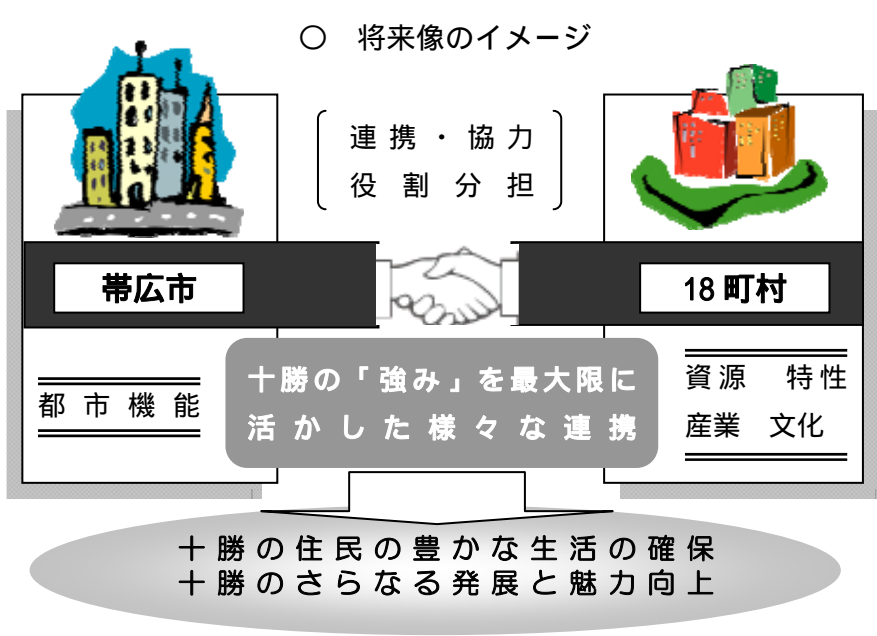 ○　将来像のイメージ
連携・協力
役割分担
帯広市
18町村
都市機能
十勝の「強み」を最大限に
活かした様々な連携
資源　特性
産業　文化
十勝の住民の豊かな生活の確保
十勝のさらなる発展と魅力向上